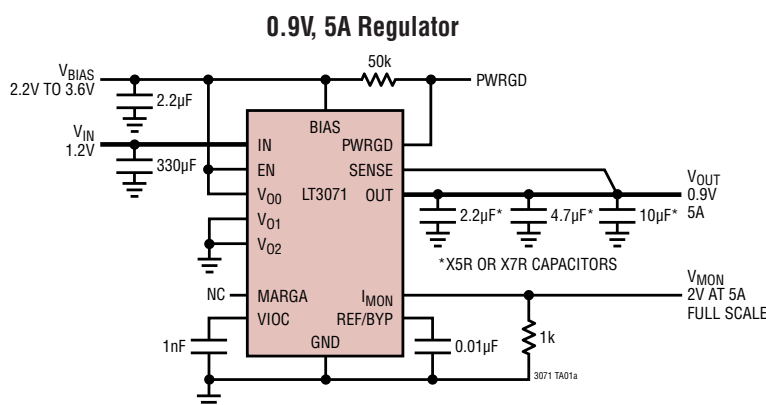 0.9V, 5A Regulator
50k
VBIAS
2.2V TO 3.6V
PWRGD
2.2µF
BIAS
VIN
1.2V
IN
PWRGD
330µF
EN
SENSE
VO0
LT3071
OUT
VOUT
0.9V
5A
VO1
2.2µF*
4.7µF*
10µF*
VO2
*X5R OR X7R CAPACITORS
NC
MARGA
IMON
VMON
2V AT 5A
FULL SCALE
VIOC
REF/BYP
1nF
GND
0.01µF
1k
3071 TA01a